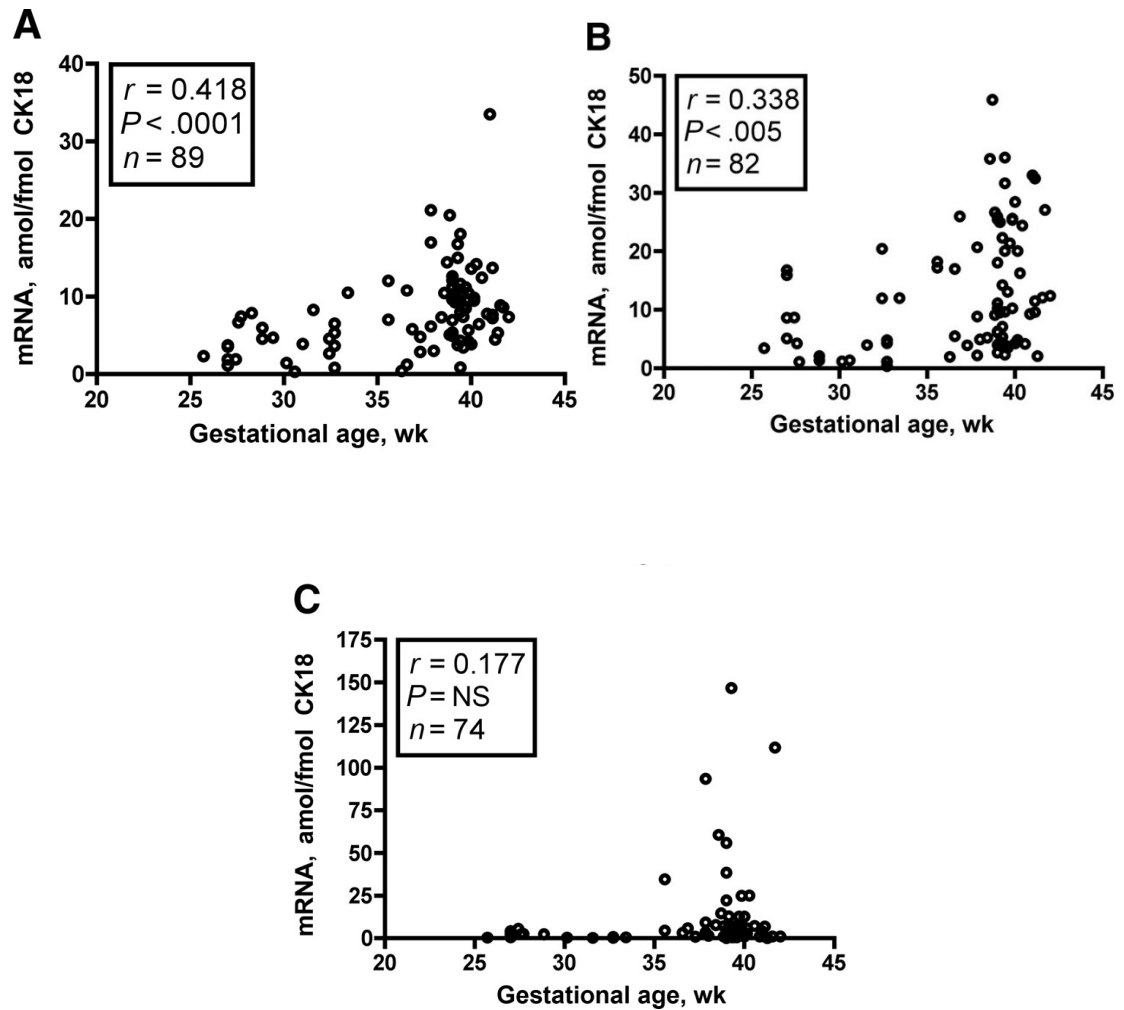 A
mRNA, amol/fmol CK18
40
30
20
10
0
r = 0.418
P < .0001
n = 89
20 25 30 35 40 45
Gestational age, wk
B
mRNA, amol/fmol CK18
50
40
30
20
10
0
r = 0.338
P < .005
n = 82
20 25 30 35 40 45
Gestational age, wk
C
mRNA, amol/fmol CK18
175
150
125
100
75
50
25
0
r = 0.177
P = NS
n = 74
20 25 30 35 40 45
Gestational age, wk